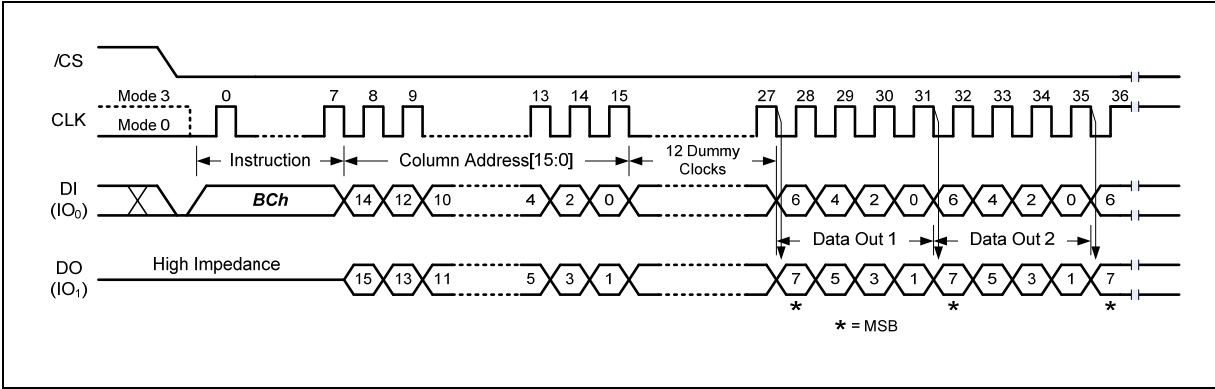 /CS
Mode 3 0 7 8 9 13 14 15 27 28 29 30 31 32 33 34 35 36
CLK Mode 0
Instruction Column Address[15:0] 12 Dummy
Clocks
DI
(IO0) BCh 14 12 10 4 2 0 6 4 2 0 6 4 2 0 6
Data Out 1 Data Out 2
DO
(IO1) High Impedance 15 13 11 5 3 1 7 5 3 1 7 5 3 1 7
* * *
* = MSB